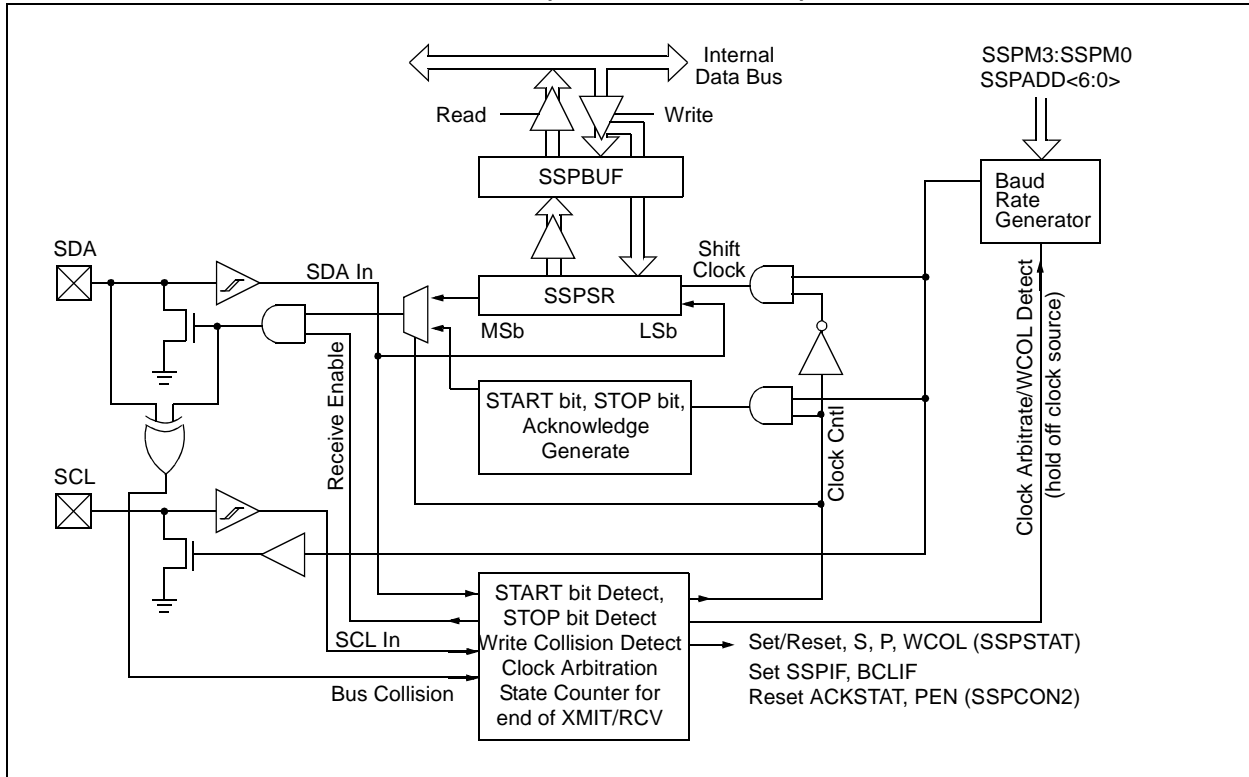 Internal
Data Bus
SSPM3:SSPM0
SSPADD<6:0>
Read
Write
SSPBUF
Baud
Rate
Generator
SDA
SDA In
Shift
Clock
SSPSR
MSb
LSb
START bit, STOP bit,
Acknowledge
Generate
Receive Enable
Clock Cntl
Clock Arbitrate/WCOL Detect
(hold off clock source)
SCL
SCL In
Bus Collision
START bit Detect,
STOP bit Detect
Write Collision Detect
Clock Arbitration
State Counter for
end of XMIT/RCV
Set/Reset, S, P, WCOL (SSPSTAT)
Set SSPIF, BCLIF
Reset ACKSTAT, PEN (SSPCON2)